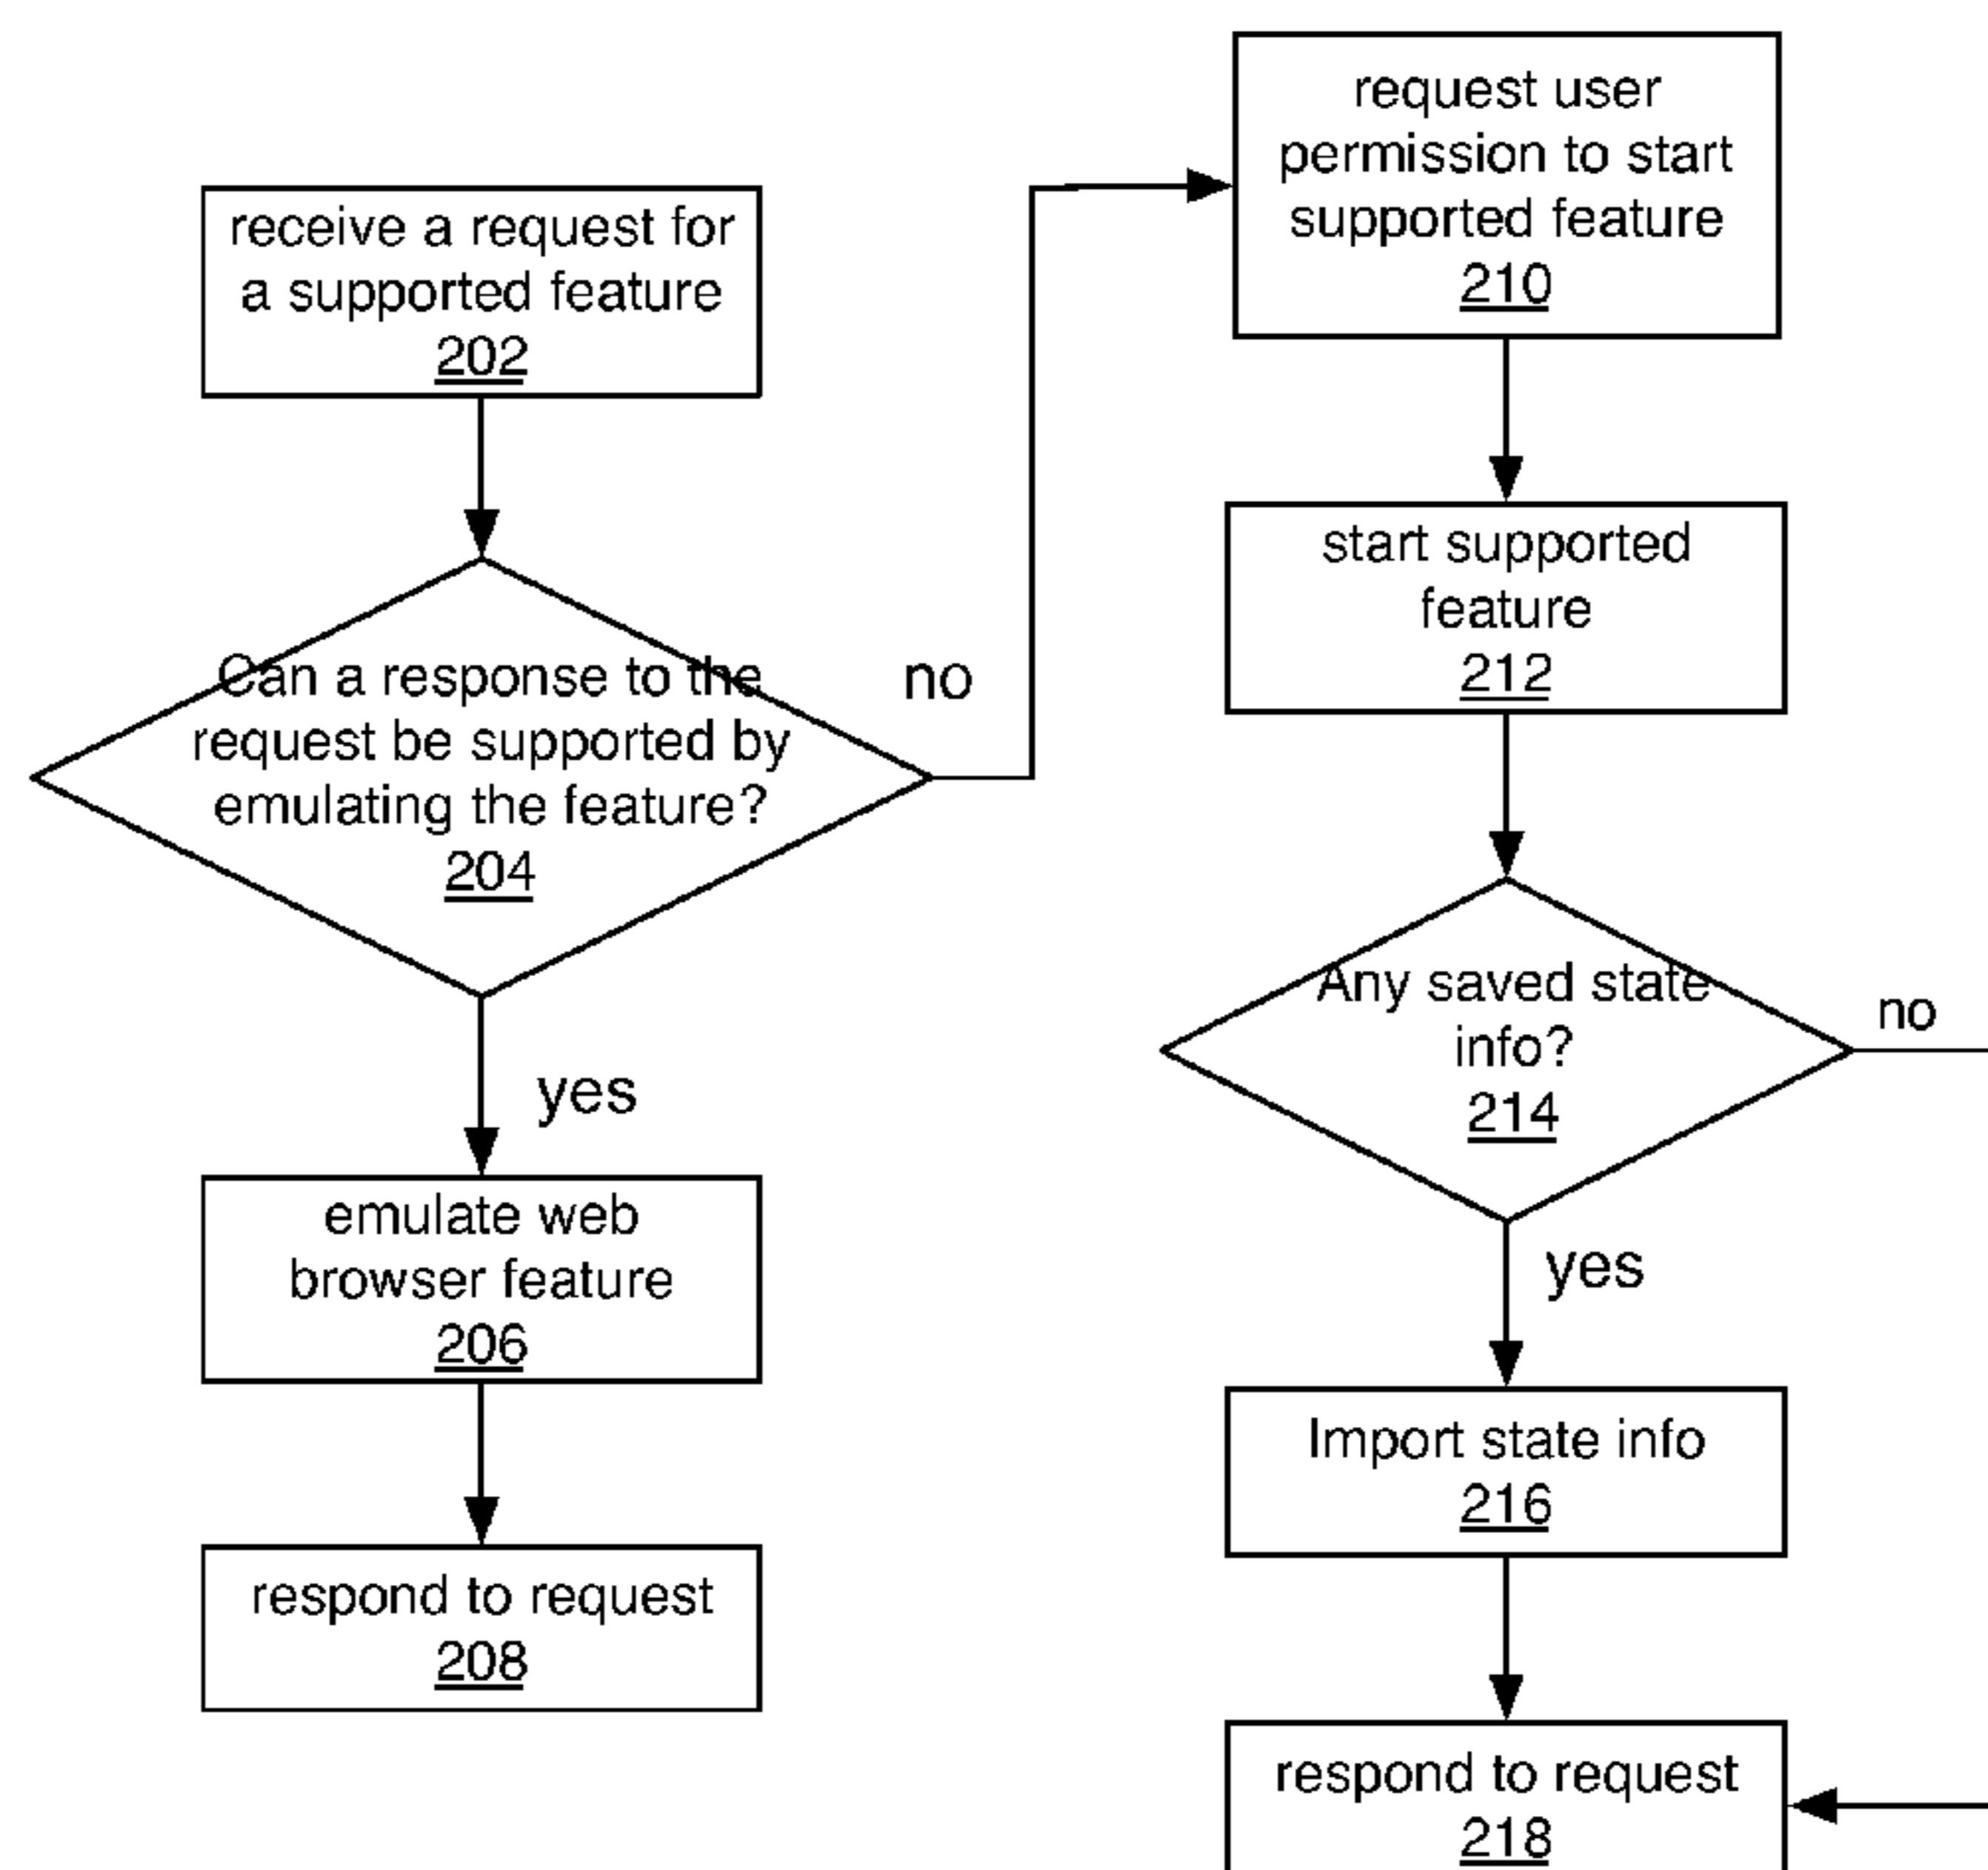 receive a request for
a supported feature
202
Can a response to the
request be supported by
emulating the feature?
204
no
yes
emulate web
browser feature
206
respond to request
208
request user
permission to start
supported feature
210
start supported
feature
212
Any saved state
info?
214
no
yes
Import state info
216
respond to request
218